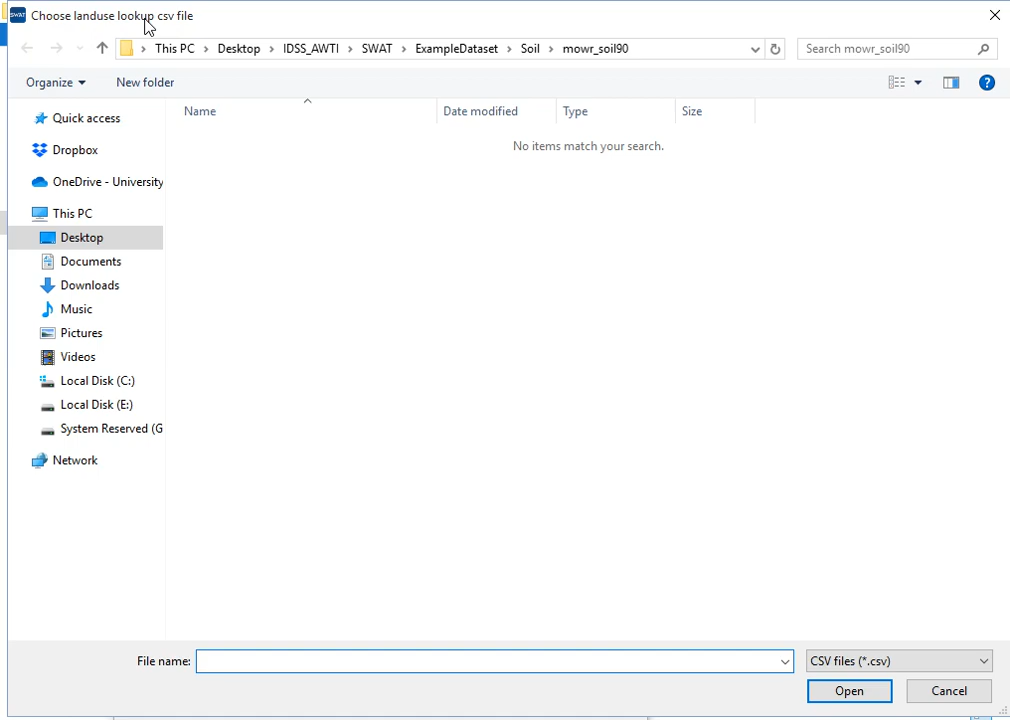 SWAT Choose landuse lookup csv file
This PC > Desktop > IDSS_AWTI > SWAT > ExampleDataset > Soil > mowr_soil90
Search mowr_soil90
Organize
New folder
?
Name
Date modified
Type
Size
No items match your search.
Quick access
Dropbox
OneDrive - University
This PC
Desktop
Documents
Downloads
Music
Pictures
Videos
Local Disk (C:)
Local Disk (E:)
System Reserved (G
Network
File name:
CSV files (*.csv)
Open
Cancel